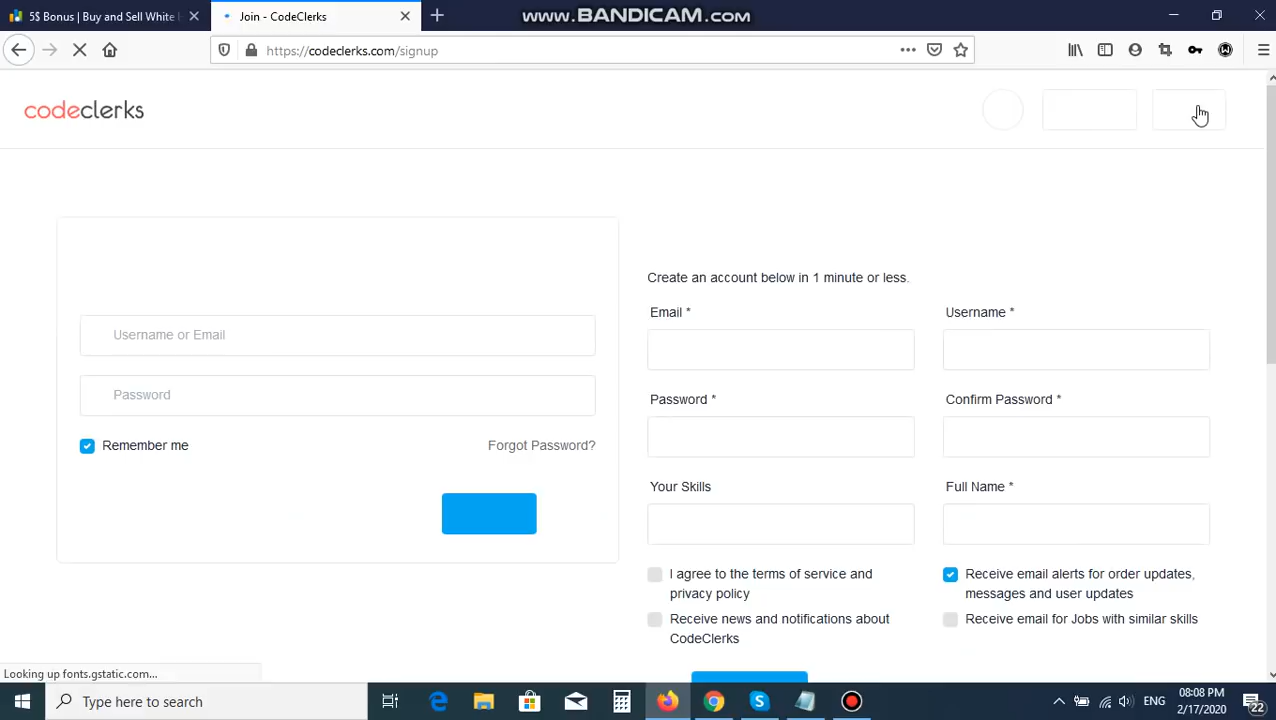 5$ Bonus | Buy and Sell White
Join - CodeClerks
www.BANDICAM.com
https://codeclerks.com/signup
codeclerks
Create an account below in 1 minute or less.
Email *
Username *
Username or Email
Password
Password *
Confirm Password *
Remember me
Forgot Password?
Your Skills
Full Name *
I agree to the terms of service and
privacy policy
Receive email alerts for order updates,
messages and user updates
Receive news and notifications about
CodeClerks
Receive email for Jobs with similar skills
Looking up fonts.gstatic.com...
Type here to search
ENG
08:08 PM
2/17/2020
22